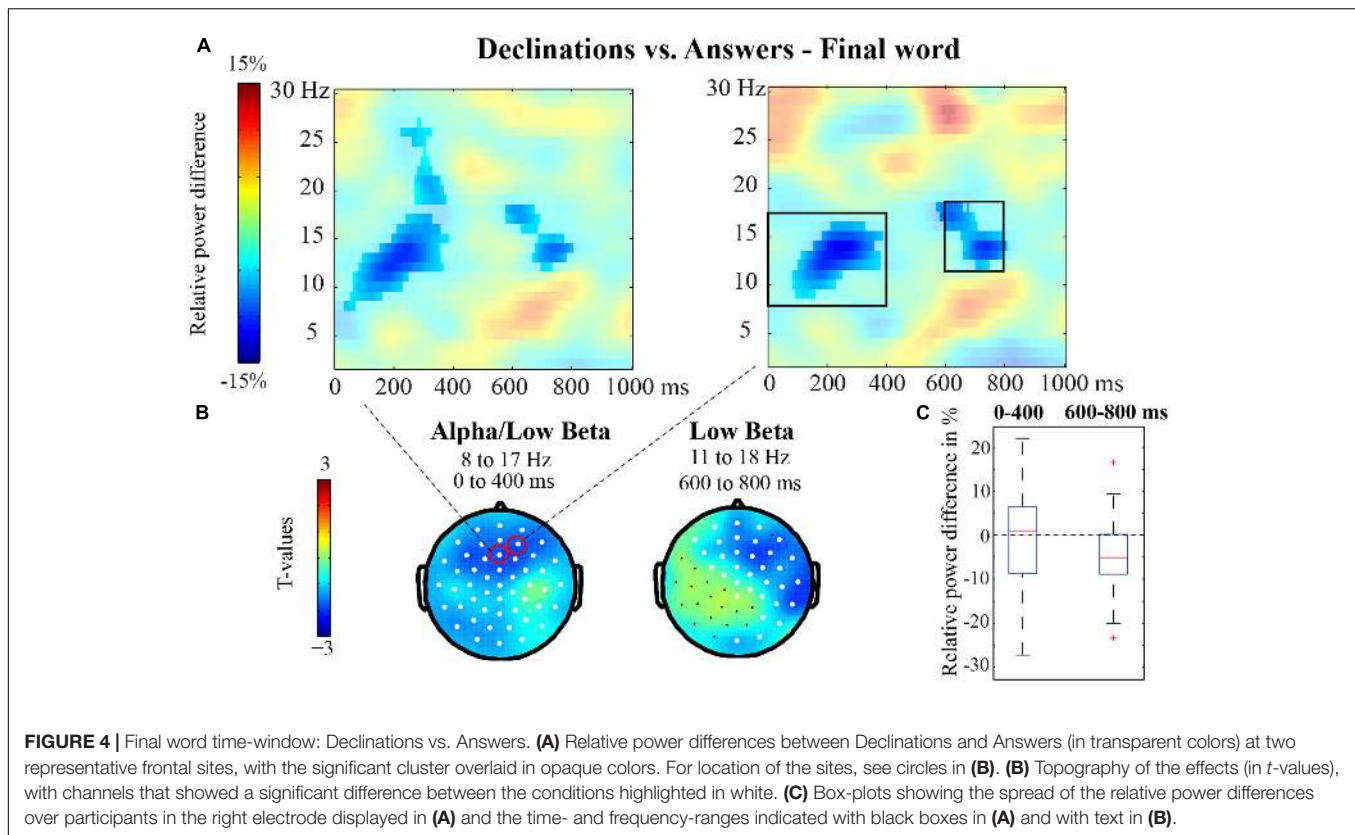 A
Declinations vs. Answers - Final word
15%
-15%
Relative power difference
30 Hz
25
20
15
10
5
0 200 400 600 800 1000 ms
30 Hz
25
20
15
10
5
0 200 400 600 800 1000 ms
B
Alpha/Low Beta
8 to 17 Hz
0 to 400 ms
Low Beta
11 to 18 Hz
600 to 800 ms
3
−3
T-values
C
0-400 600-800 ms
Relative power difference in %
20
10
0
-10
-20
-30
FIGURE 4 | Final word time-window: Declinations vs. Answers. (A) Relative power differences between Declinations and Answers (in transparent colors) at two
representative frontal sites, with the significant cluster overlaid in opaque colors. For location of the sites, see circles in (B). (B) Topography of the effects (in t-values),
with channels that showed a significant difference between the conditions highlighted in white. (C) Box-plots showing the spread of the relative power differences
over participants in the right electrode displayed in (A) and the time- and frequency-ranges indicated with black boxes in (A) and with text in (B).